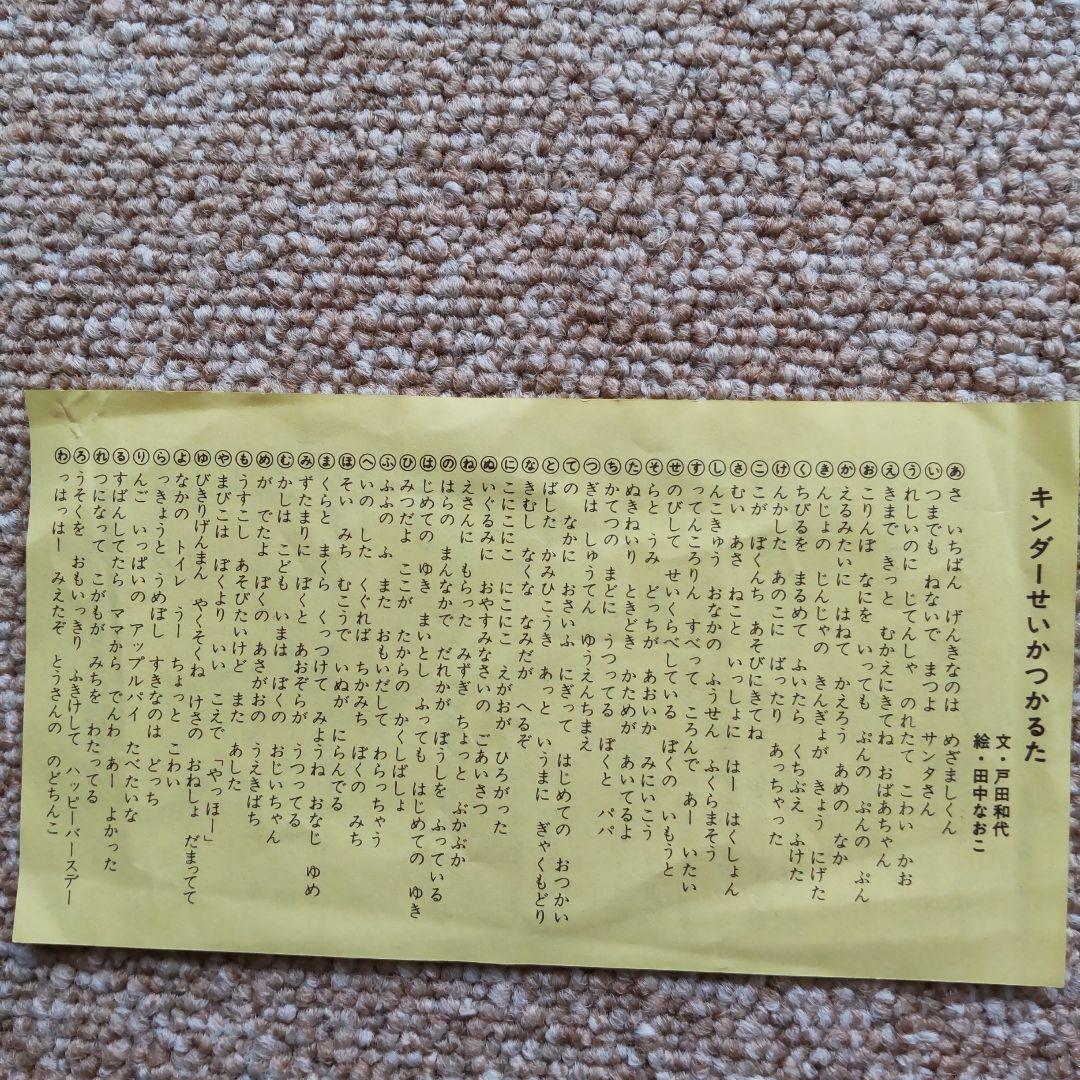 キンダーせいかつかるた
文・戸田和代
絵・田中なおこ
あさ いちばん げんきなのは めざましくん
いつまでも ねないで まつよ サンタさん
うれしいのに じてんしゃ のれたて こわい かお
えきまで きっと むかえにきてね おばあちゃん
おこりんぼ なにを いっても ぷんの ぷんの ぷん
かえるみたいに はねて かえろう あめの なか
きんじょの じんじゃの きんぎょが きょう にげた
くちびるを まるめて ふいたら くちぶえ ふけた
けんかした あのこに ばったり あっちゃった
こがが ぼくんち あそびにきてね
さむい あさ ねこと いっしょに はーはくしょん
しんこきゅう おなかの ふうせん ふくらまそう
すってんころりん すべって ころんで あー いたい
せのびして せいくらべしている ぼくの いもうと
そらと うみ どっちが あおいか みにいこう
たぬきねいり ときどき かためが あいてるよ
ちかてつの まどに うつってる ぼくと パパ
つぎは しゅうてん ゆうえんちまえ
ての なかに おさいふ にぎって はじめての おつかい
とばした かみひこうき あっと いうまに ぎゃくもどり
なきむし なくな なみだが へるぞ
にこにこにこ にこにこ えがおが ひろがった
ぬいぐるみに おやすみなさいの ごあいさつ
ねえさんに もらった みずぎ ちょっと ぶかぶか
のはらの まんなかで だれかが ぼうしを ふっている
はじめての ゆき まいとし ふっても はじめての ゆき
ひみつだよ ここが たからの かくしばしょ
ふふふの ふ また おもいだして わらっちゃう
へいの した くぐれば ちかみち ぼくの みち
ほそい みち むこうで いぬが にらんでる
まくらと まくら くっつけて みようね おなじ ゆめ
みずたまりに ぼくと あおぞらが うつってる
むかしは こども いまは ぼくの おじいちゃん
めが でたよ ぼくの あさがおの うえきばち
もうすこし あそびたいけど また あした
やまびこは ぼくより いい こえで 「やっほー」
ゆびきりげんまん やくそくね けさの おねしょ だまってて
よなかの トイレ うー ちょっと こわい
らっきょうと うめぼし すきなのは どっち
りんご いっぱいの アップルパイ たべたいな
るすばんしてたら ママから でんわ あー よかった
れつになって こがもが みちを わたってる
ろうそくを おもいっきり ふきけして ハッピーバースデー
わっはっはー みえたぞ とうさんの のどちんこ